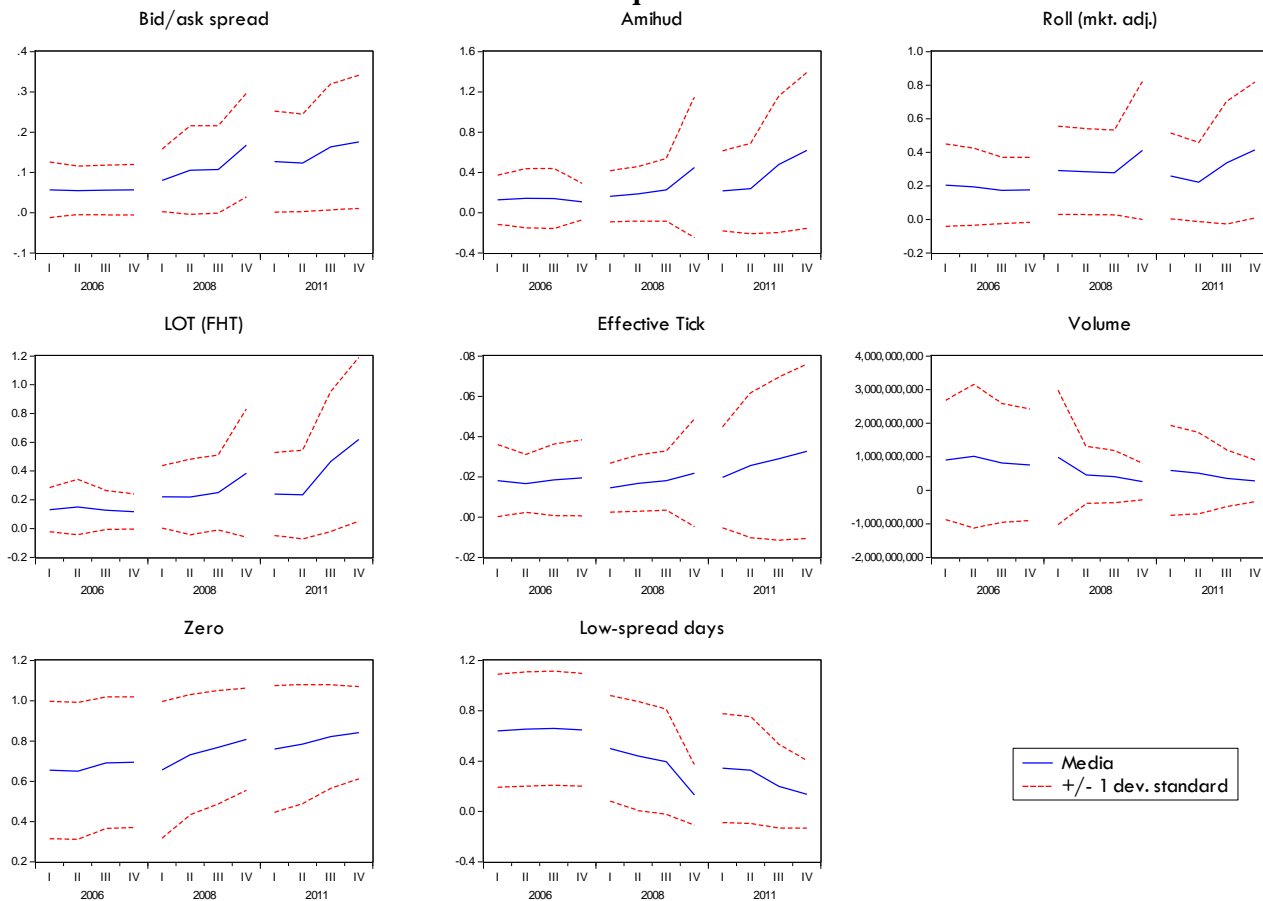 Bid/ask spread
.4
.3
.2
.1
.0
-.1
I II III IV I II III IV I II III IV
2006 2008 2011
Amihud
1.6
1.2
0.8
0.4
0.0
-0.4
I II III IV I II III IV I II III IV
2006 2008 2011
Roll (mkt. adj.)
1.0
0.8
0.6
0.4
0.2
0.0
-0.2
I II III IV I II III IV I II III IV
2006 2008 2011
LOT (FHT)
1.2
1.0
0.8
0.6
0.4
0.2
0.0
-0.2
I II III IV I II III IV I II III IV
2006 2008 2011
Effective Tick
.08
.06
.04
.02
.00
-.02
I II III IV I II III IV I II III IV
2006 2008 2011
Volume
4,000,000,000
3,000,000,000
2,000,000,000
1,000,000,000
0
-1,000,000,000
-2,000,000,000
I II III IV I II III IV I II III IV
2006 2008 2011
Zero
1.2
1.0
0.8
0.6
0.4
0.2
I II III IV I II III IV I II III IV
2006 2008 2011
Low-spread days
1.2
0.8
0.4
0.0
-0.4
I II III IV I II III IV I II III IV
2006 2008 2011
Media
+/- 1 dev. standard